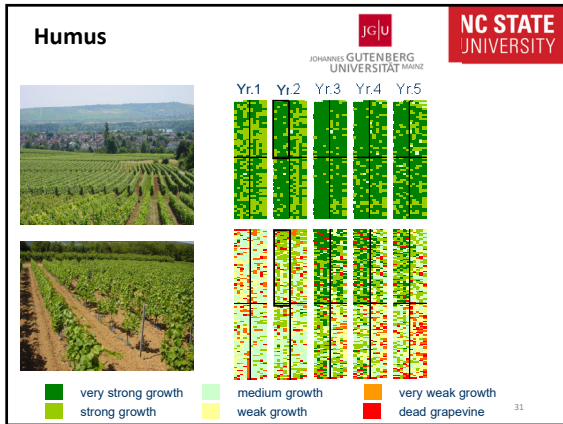 Humus
JG|U
JOHANNES GUTENBERG
UNIVERSITÄT MAINZ
NC STATE
UNIVERSITY
Yr.1 Yr.2 Yr.3 Yr.4 Yr.5
very strong growth
medium growth
very weak growth
strong growth
weak growth
dead grapevine
31